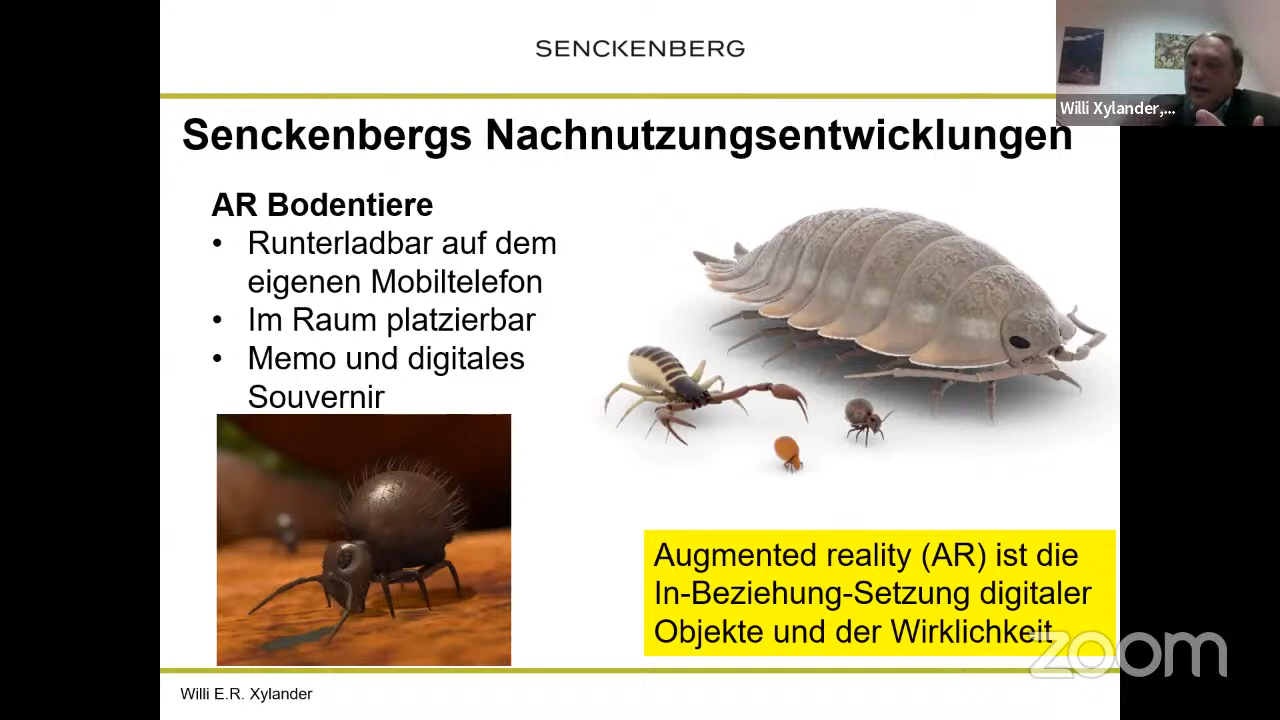 SENCKENBERG
Willi Xylander,...
Senckenbergs Nachnutzungsentwicklungen
AR Bodentiere
• Runterladbar auf dem
eigenen Mobiltelefon
• Im Raum platzierbar
• Memo und digitales
Souvernir
Augmented reality (AR) ist die
In-Beziehung-Setzung digitaler
Objekte und der Wirklichkeit
zoom
Willi E.R. Xylander